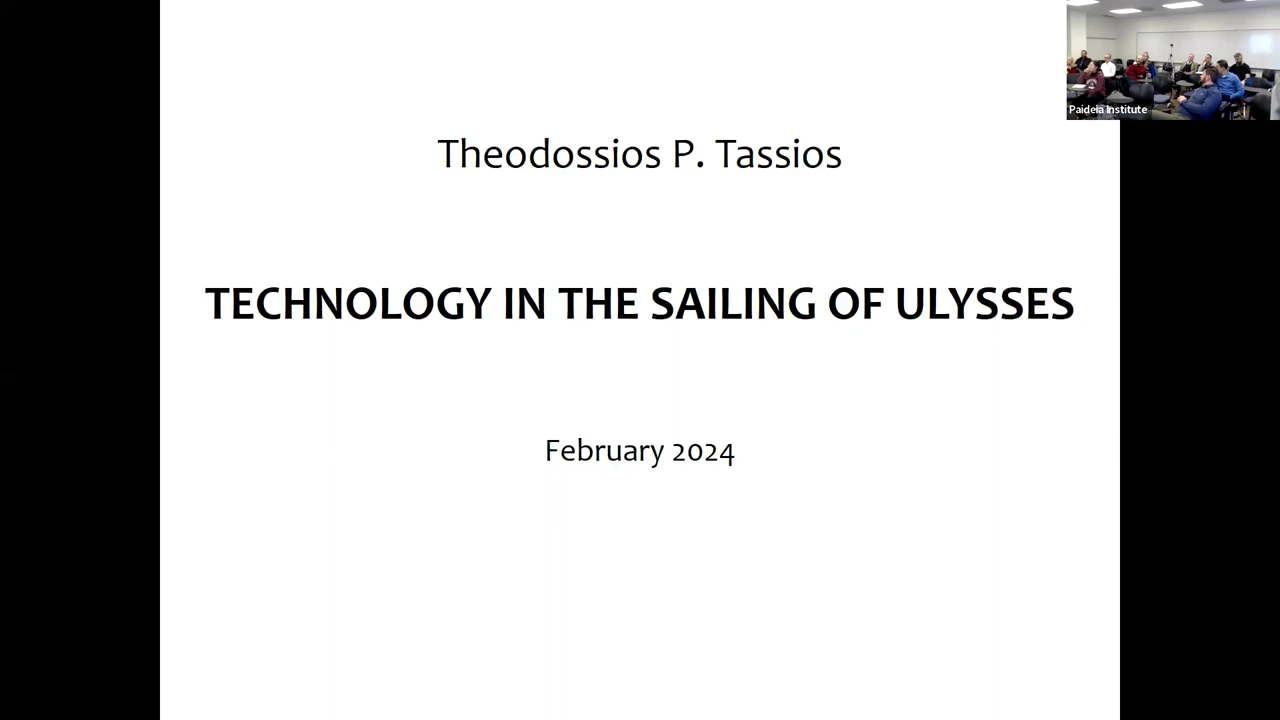 Theodossios P. Tassios
TECHNOLOGY IN THE SAILING OF ULYSSES
February 2024
Paideia Institute